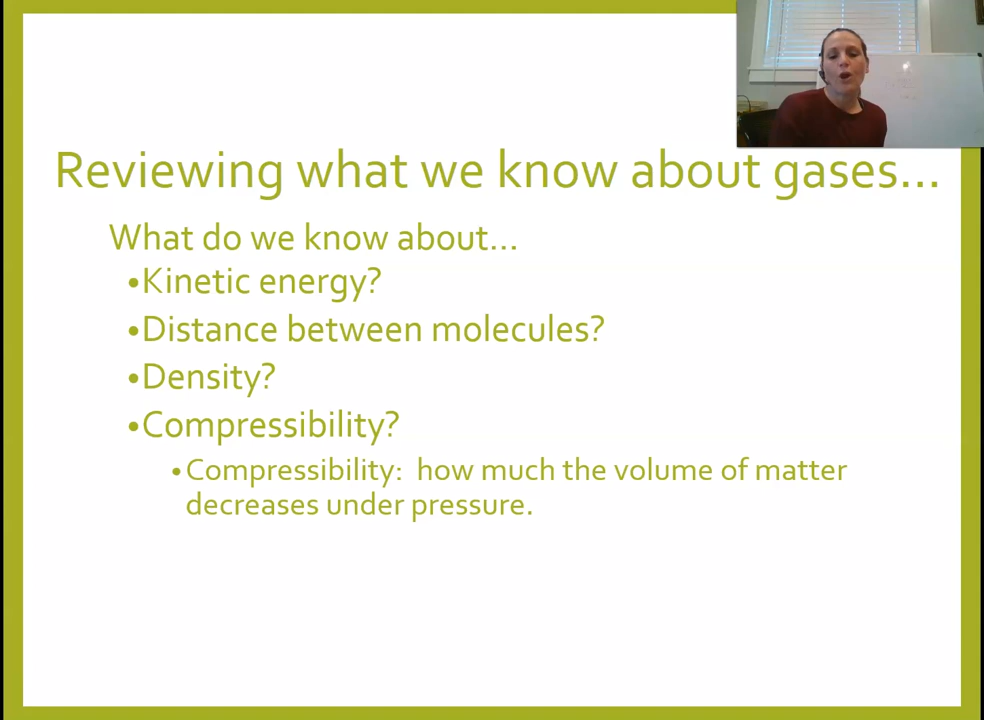 Reviewing what we know about gases...
What do we know about...
•Kinetic energy?
•Distance between molecules?
•Density?
•Compressibility?
•Compressibility:  how much the volume of matter
decreases under pressure.